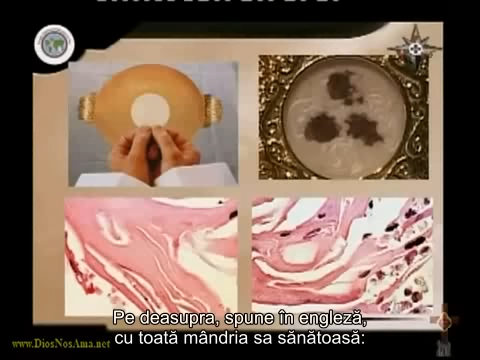 Pe deasupra, spune în engleză,
cu toată mândria sa sănătoasă:
www.DiosNosAma.net